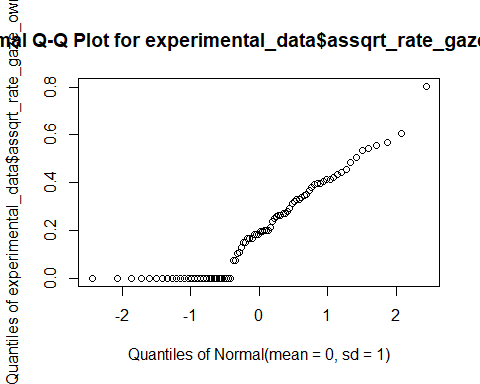 nal Q-Q Plot for experimental_data$assqrt_rate_gaze
Quantiles of experimental_data$assqrt_rate_gaze_ow
0.8
0.6
0.4
0.2
0.0
-2 -1 0 1 2
Quantiles of Normal(mean = 0, sd = 1)